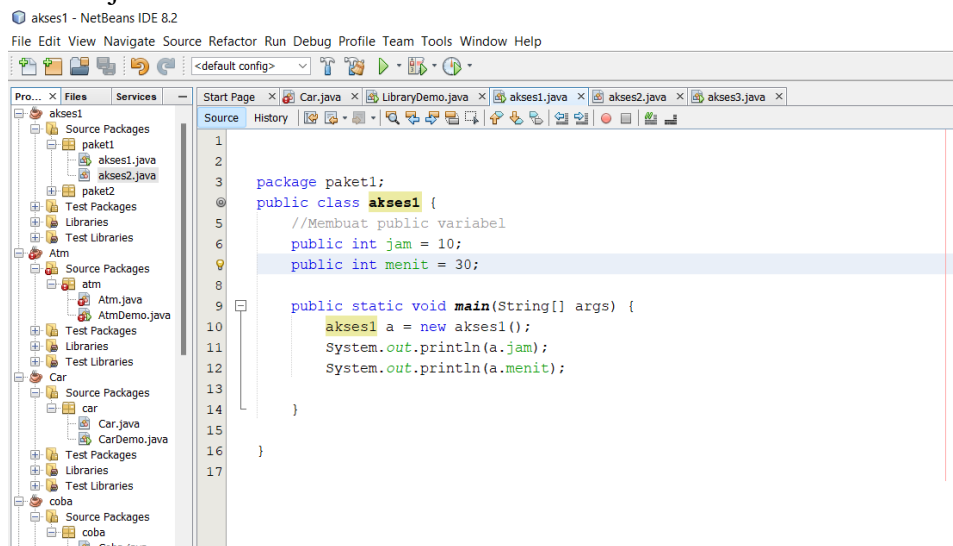 akses1 - NetBeans IDE 8.2
File Edit View Navigate Source Refactor Run Debug Profile Team Tools Window Help
<default config>
Pro... × Files Services –
Start Page × Car.java × LibraryDemo.java × akses1.java × akses2.java × akses3.java ×
Source History
akses1
Source Packages
paket1
akses1.java
akses2.java
paket2
Test Packages
Libraries
Test Libraries
Atm
Source Packages
atm
Atm.java
AtmDemo.java
Test Packages
Libraries
Test Libraries
Car
Source Packages
car
Car.java
CarDemo.java
Test Packages
Libraries
Test Libraries
coba
Source Packages
coba
1
2
3 package paket1;
public class akses1 {
5 //Membuat public variabel
6 public int jam = 10;
public int menit = 30;
8
9 public static void main(String[] args) {
10 akses1 a = new akses1();
11 System.out.println(a.jam);
12 System.out.println(a.menit);
13
14 }
15
16 }
17